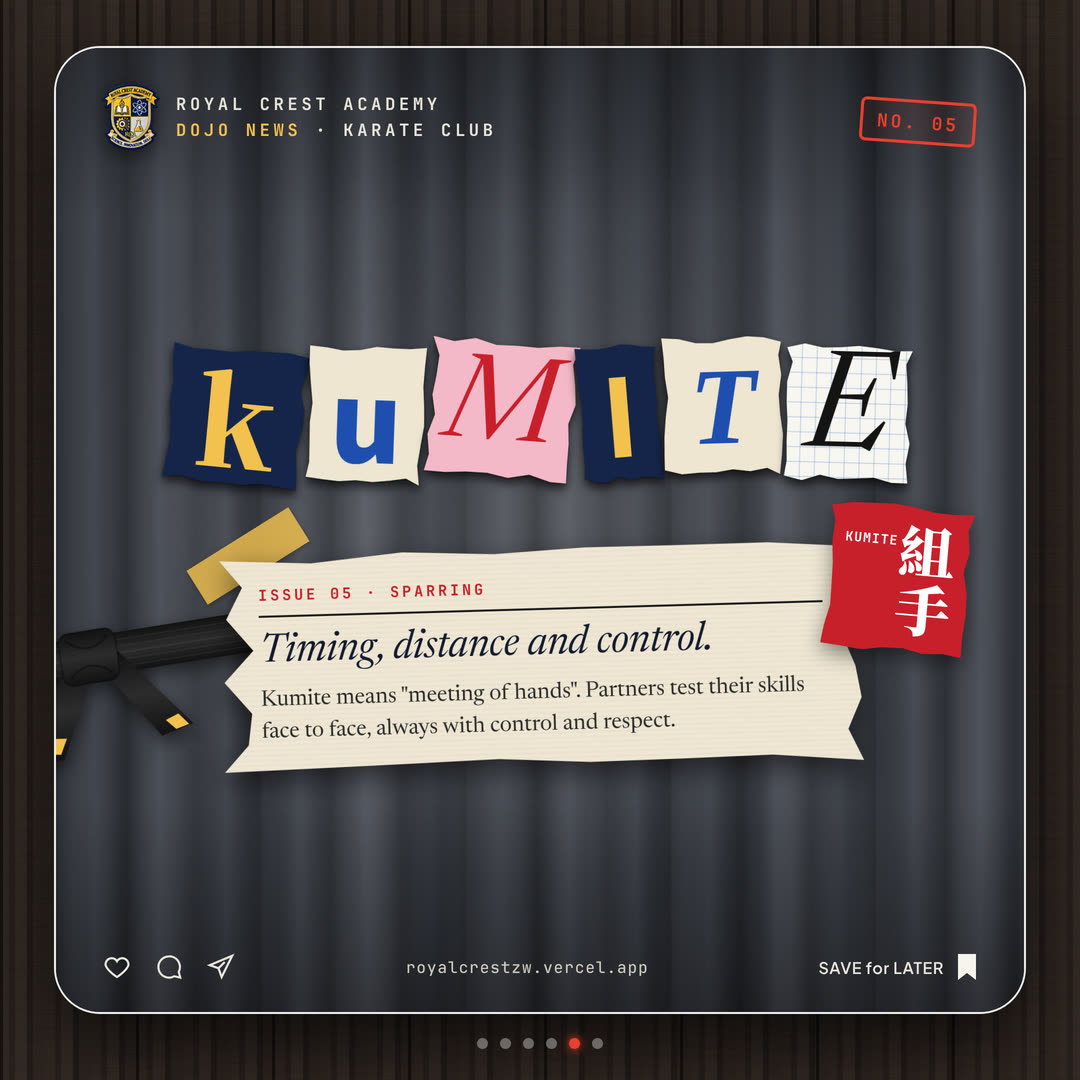 ROYAL CREST ACADEMY
DOJO NEWS · KARATE CLUB
NO. 05
kuMITE
KUMITE
組手
ISSUE 05 · SPARRING
Timing, distance and control.
Kumite means "meeting of hands". Partners test their skills
face to face, always with control and respect.
royalcrestzw.vercel.app
SAVE for LATER